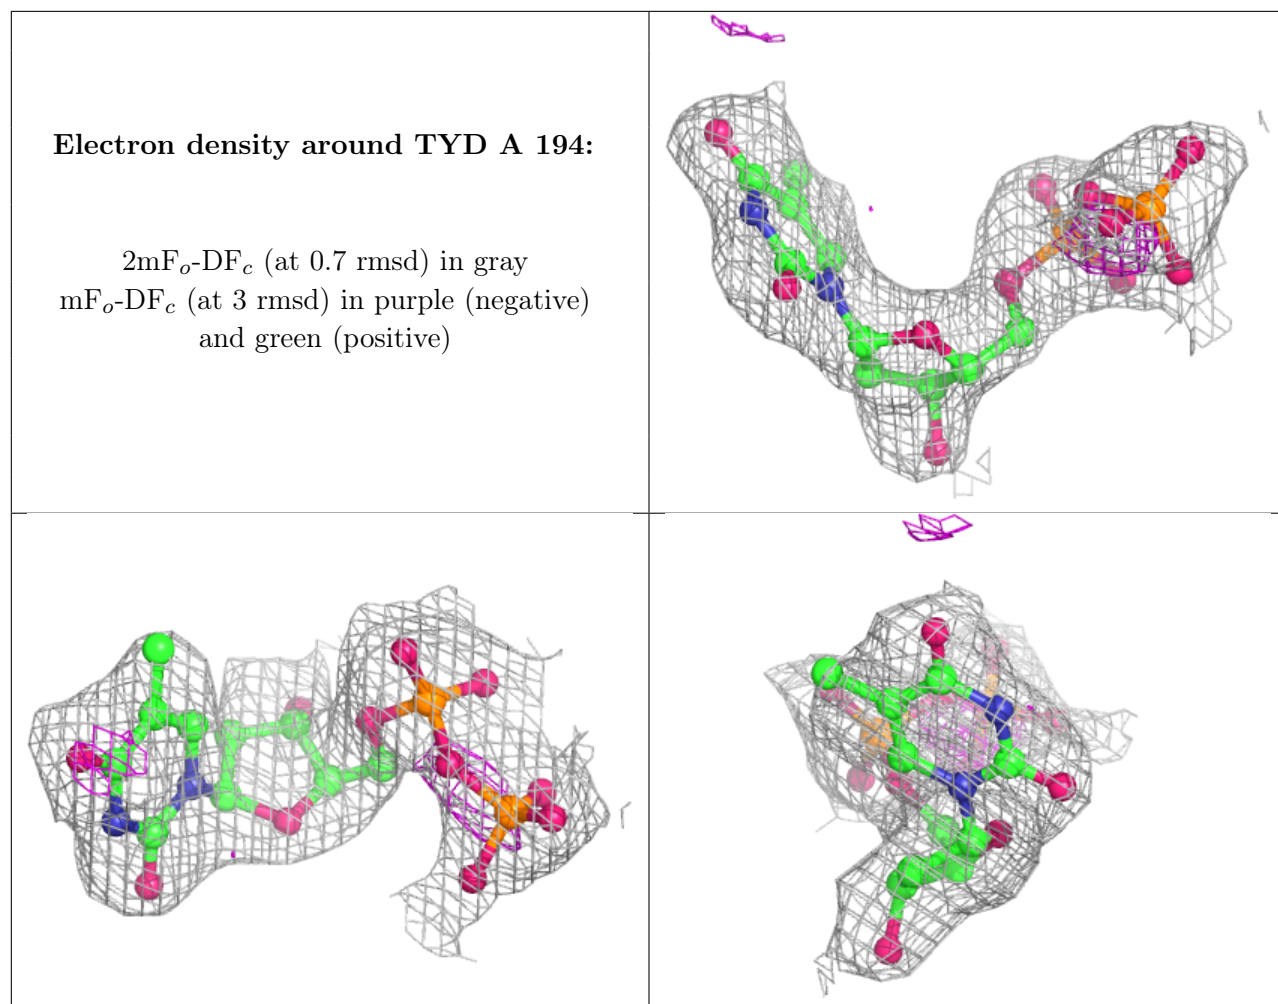 Electron density around TYD A 194:
2mFo-DFc (at 0.7 rmsd) in gray
mFo-DFc (at 3 rmsd) in purple (negative)
and green (positive)